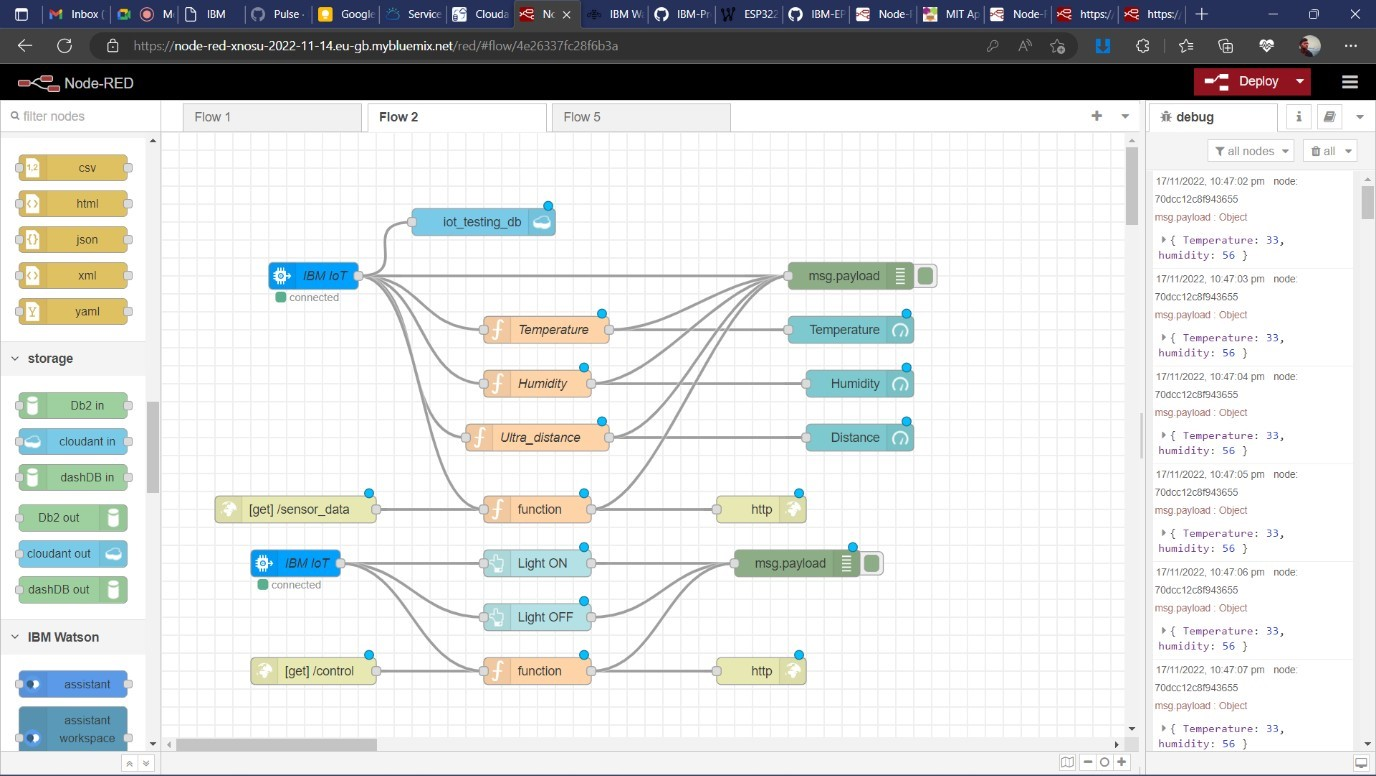 Inbox (
M
IBM
Pulse -
Google
Service
Clouda
No
IBM W
IBM-Pr
ESP322
IBM-EP
Node-I
MIT Ap
Node-
https:/
https:/
https://node-red-xnosu-2022-11-14.eu-gb.mybluemix.net/red/#flow/4e26337fc28f6b3a
Node-RED
Deploy
filter nodes
csv
html
json
xml
yaml
storage
Db2 in
cloudant in
dashDB in
Db2 out
cloudant out
dashDB out
IBM Watson
assistant
assistant
workspace
Flow 1
Flow 2
Flow 5
iot_testing_db
IBM IoT
connected
msg.payload
Temperature
Temperature
Humidity
Humidity
Ultra_distance
Distance
[get] /sensor_data
function
http
IBM IoT
connected
Light ON
msg.payload
Light OFF
[get] /control
function
http
debug
all nodes
all
17/11/2022, 10:47:02 pm node:
70dcc12c8f943655
msg.payload : Object
{ Temperature: 33,
humidity: 56 }
17/11/2022, 10:47:03 pm node:
70dcc12c8f943655
msg.payload : Object
{ Temperature: 33,
humidity: 56 }
17/11/2022, 10:47:04 pm node:
70dcc12c8f943655
msg.payload : Object
{ Temperature: 33,
humidity: 56 }
17/11/2022, 10:47:05 pm node:
70dcc12c8f943655
msg.payload : Object
{ Temperature: 33,
humidity: 56 }
17/11/2022, 10:47:06 pm node:
70dcc12c8f943655
msg.payload : Object
{ Temperature: 33,
humidity: 56 }
17/11/2022, 10:47:07 pm node:
70dcc12c8f943655
msg.payload : Object
{ Temperature: 33,
humidity: 56 }